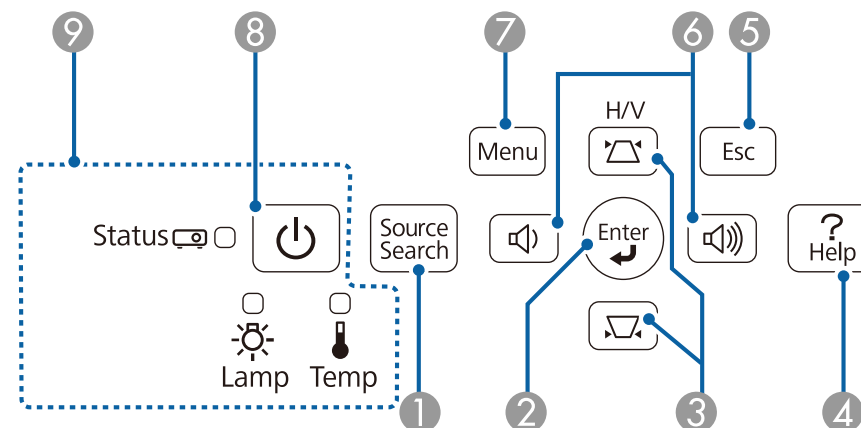 9
8
7
6
5
H/V
Menu
Esc
Status
Source
Search
Enter
?
Help
Lamp
Temp
1
2
3
4